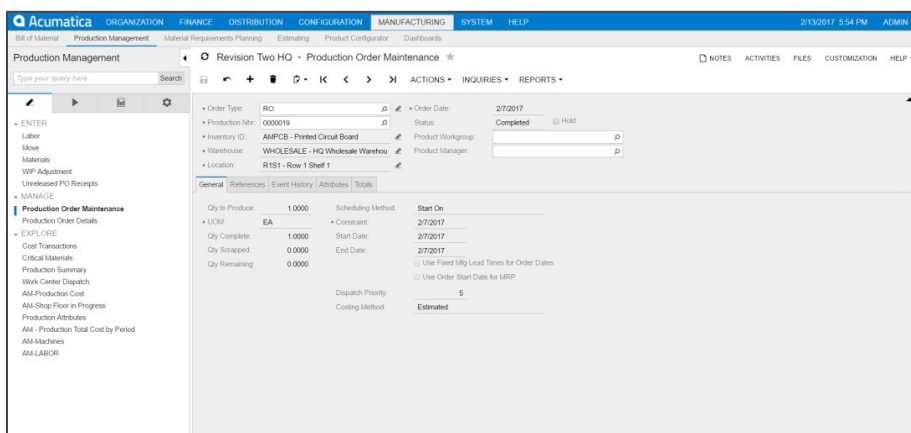 Acumatica ORGANIZATION FINANCE DISTRIBUTION CONFIGURATION MANUFACTURING SYSTEM HELP 2/13/2017 5:54 PM ADMIN
Bill of Material Production Management Material Requirements Planning Estimating Product Configurator Dashboards
Production Management Revision Two HQ - Production Order Maintenance NOTES ACTIVITIES FILES CUSTOMIZATION HELP
Type your query here Search ACTIONS INQUIRIES REPORTS
Order Type: RO Order Date: 2/7/2017
Production Nbr: 0000019 Status: Completed Hold
Inventory ID: AMPCB - Printed Circuit Board Product Workgroup:
Warehouse: WHOLESALE - HQ Wholesale Warehou Product Manager:
Location: R1S1 - Row 1 Shelf 1
General References Event History Attributes Totals
Qty to Produce: 1.0000 Scheduling Method: Start On
UOM: EA Constraint: 2/7/2017
Qty Complete: 1.0000 Start Date: 2/7/2017
Qty Scrapped: 0.0000 End Date: 2/7/2017
Qty Remaining: 0.0000 Use Fixed Mfg Lead Times for Order Dates
Use Order Start Date for MRP
Dispatch Priority: 5
Costing Method: Estimated
ENTER
Labor
Move
Materials
WIP Adjustment
Unreleased PO Receipts
MANAGE
Production Order Maintenance
Production Order Details
EXPLORE
Cost Transactions
Critical Materials
Production Summary
Work Center Dispatch
AM-Production Cost
AM-Shop Floor in Progress
Production Attributes
AM - Production Total Cost by Period
AM-Machines
AM-LABOR